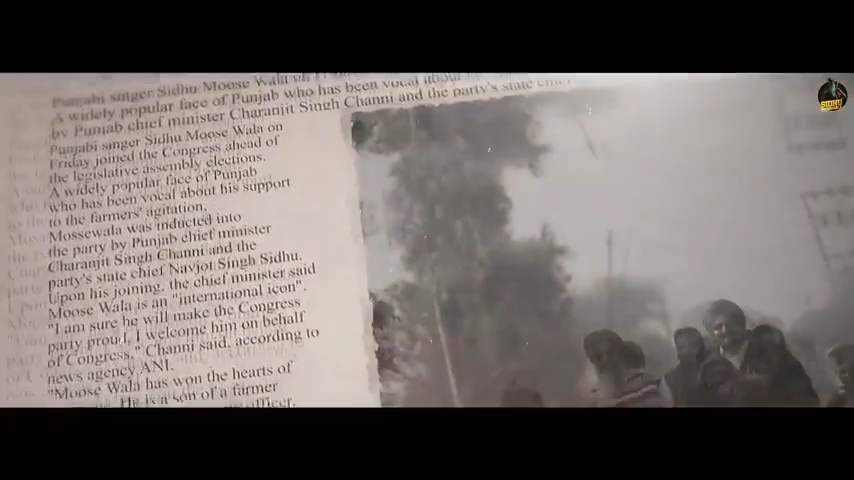 Punjabi singer Sidhu Moose Wala on
A widely popular face of Punjab who has been vocal about
by Punjab chief minister Charanjit Singh Channi and the party's state chief
Punjabi singer Sidhu Moose Wala on
Friday joined the Congress ahead of
the legislative assembly elections.
A widely popular face of Punjab
who has been vocal about his support
to the farmers' agitation.
Mossewala was inducted into
the party by Punjab chief minister
Charanjit Singh Channi and the
party's state chief Navjot Singh Sidhu.
Upon his joining, the chief minister said
Moose Wala is an "international icon".
"I am sure he will make the Congress
party proud, I welcome him on behalf
of Congress," Channi said, according to
news agency ANI.
"Moose Wala has won the hearts of
He is a son of a farmer
officer,
STORY